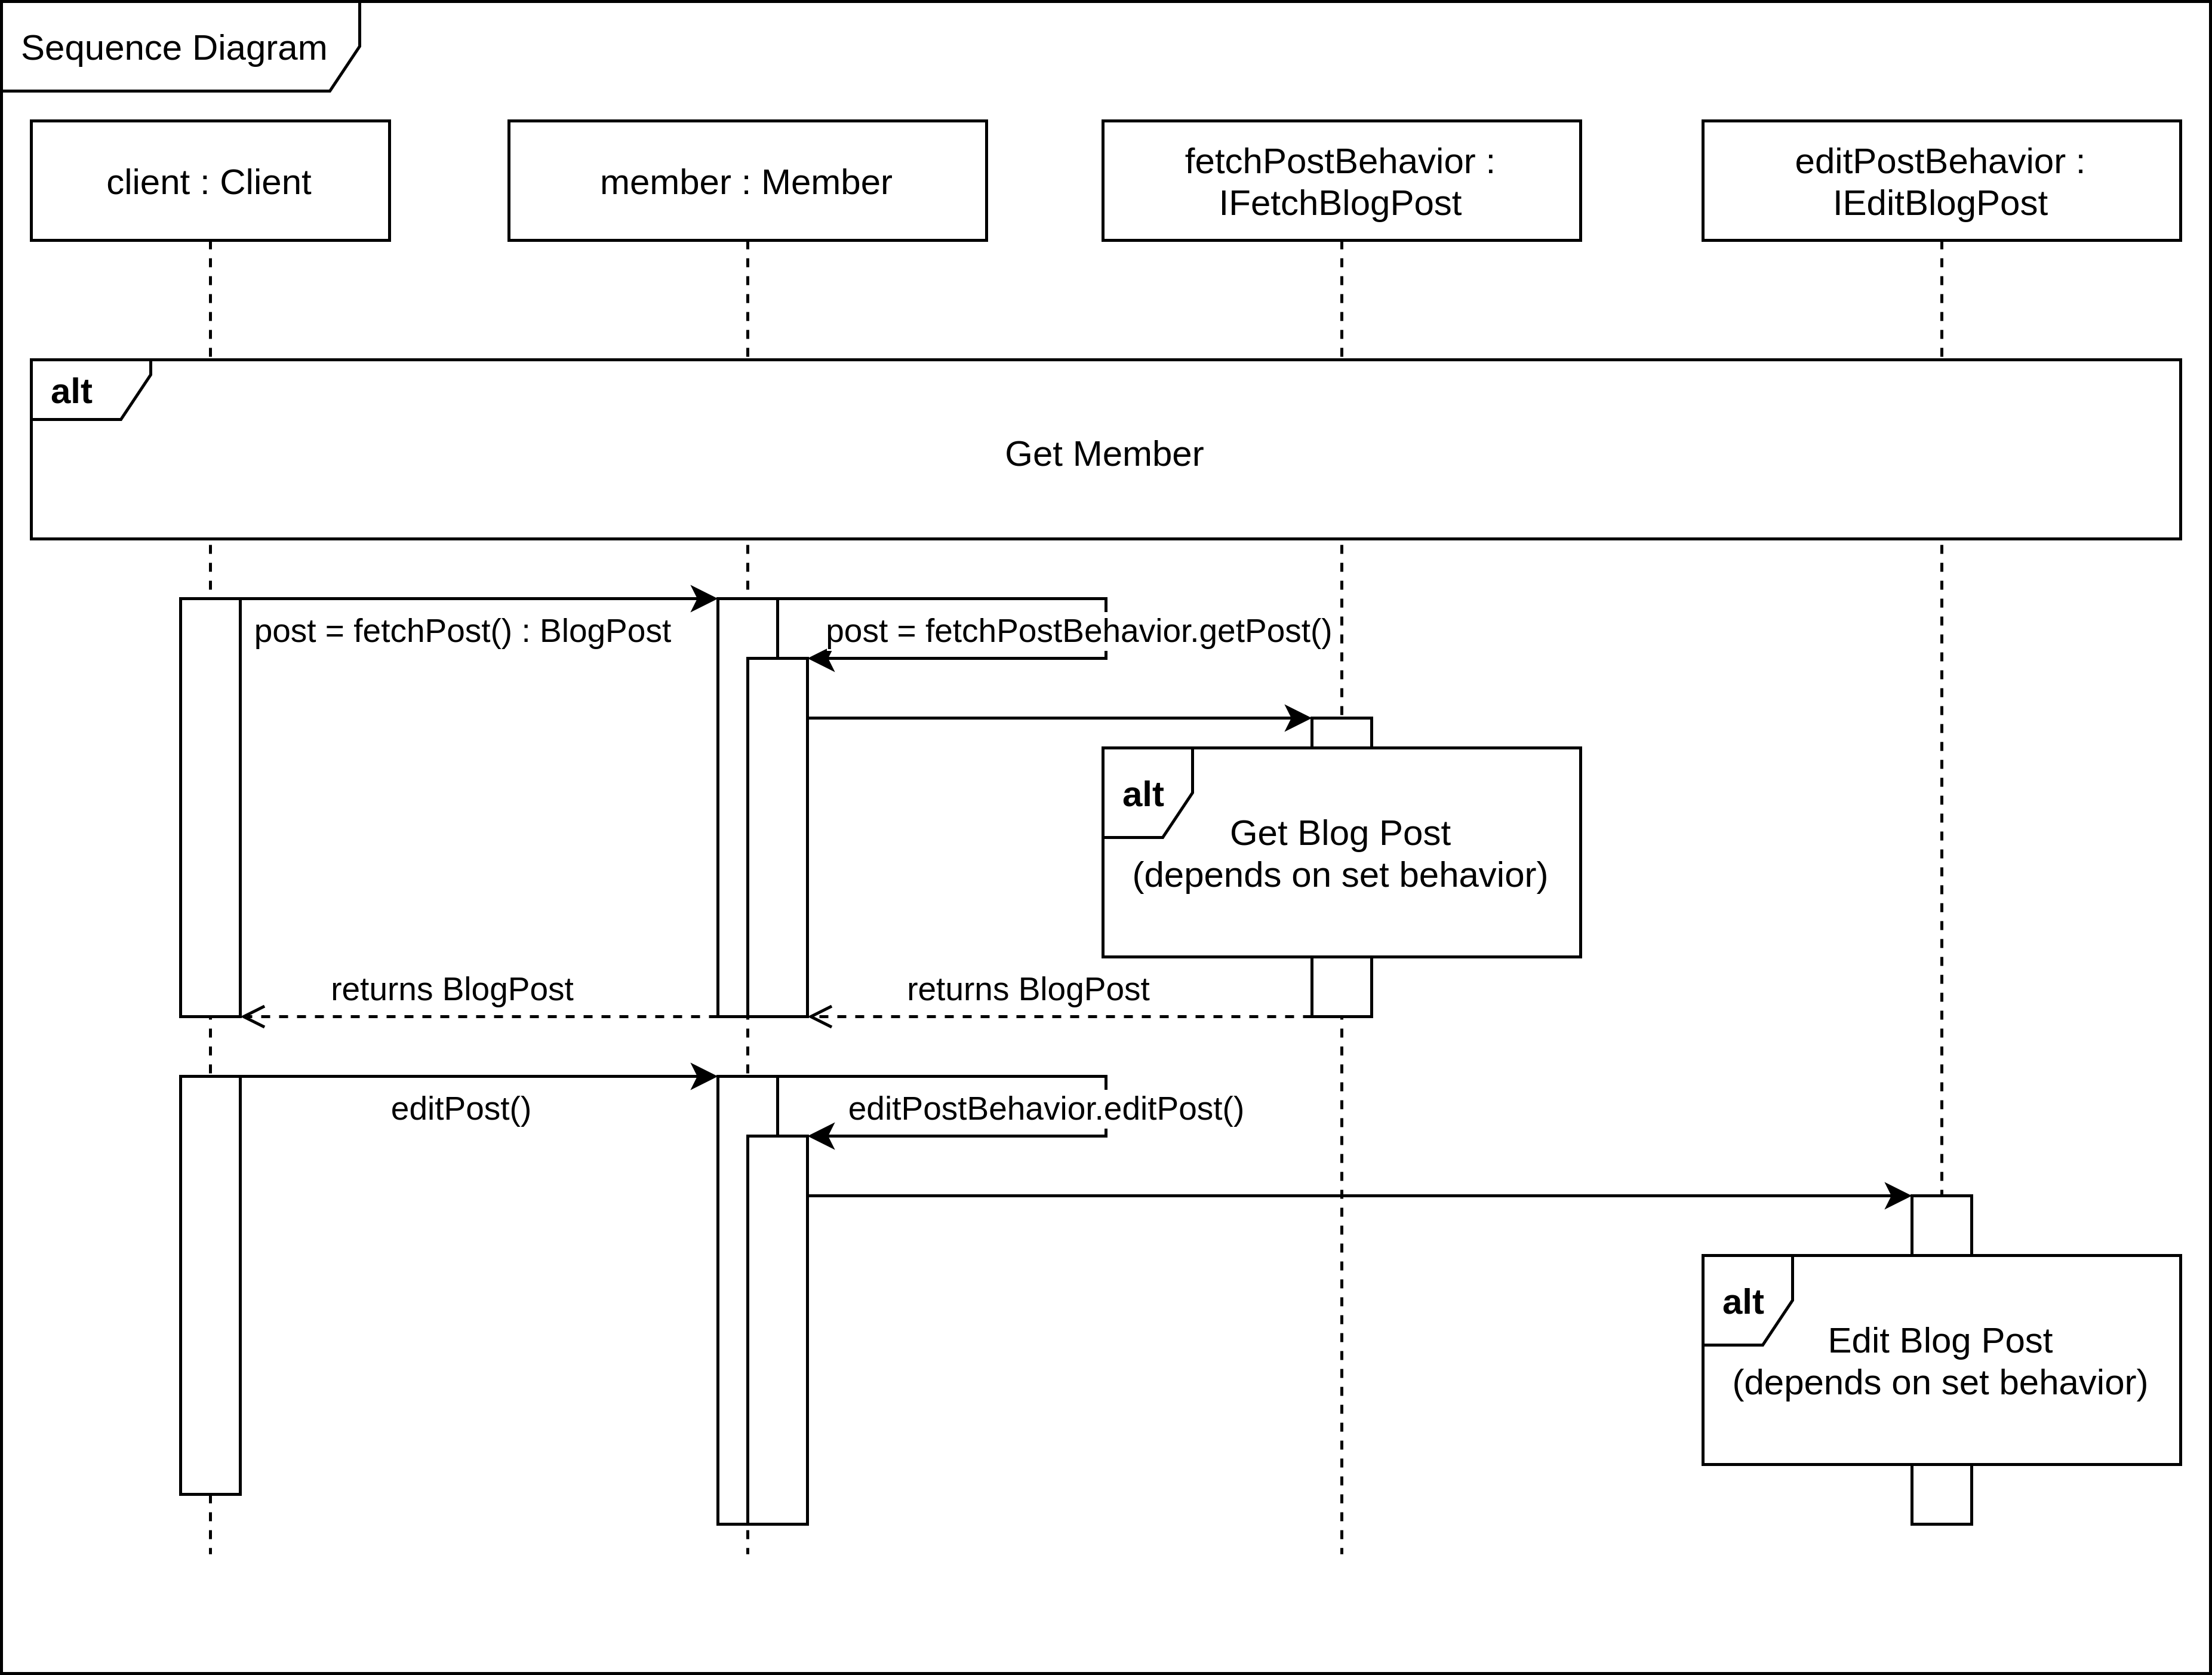 Sequence Diagram
client : Client
member : Member
fetchPostBehavior :
IFetchBlogPost
editPostBehavior :
IEditBlogPost
alt
Get Member
post = fetchPost() : BlogPost
post = fetchPostBehavior.getPost()
alt
Get Blog Post
(depends on set behavior)
returns BlogPost
returns BlogPost
editPost()
editPostBehavior.editPost()
alt
Edit Blog Post
(depends on set behavior)